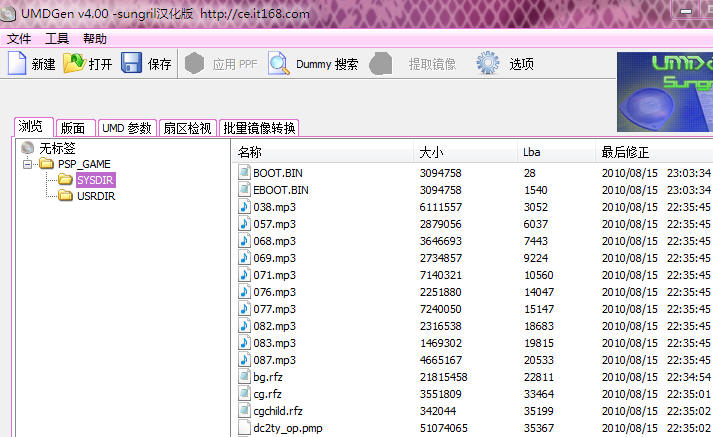 UMDGen v4.00 -sungril汉化版  http://ce.it168.com
文件 工具 帮助
新建 打开 保存 应用 PPF Dummy 搜索 提取镜像 选项
浏览 版面 UMD 参数 扇区检视 批量镜像转换
无标签
PSP_GAME
SYSDIR
USRDIR
名称 大小 Lba 最后修正
BOOT.BIN 3094758 28 2010/08/15 23:03:34
EBOOT.BIN 3094758 1540 2010/08/15 23:03:34
038.mp3 6111557 3052 2010/08/15 22:35:45
057.mp3 2879056 6037 2010/08/15 22:35:45
068.mp3 3646693 7443 2010/08/15 22:35:45
069.mp3 2734857 9224 2010/08/15 22:35:45
071.mp3 7140321 10560 2010/08/15 22:35:45
076.mp3 2251880 14047 2010/08/15 22:35:45
077.mp3 7240050 15147 2010/08/15 22:35:45
082.mp3 2316538 18683 2010/08/15 22:35:45
083.mp3 1469302 19815 2010/08/15 22:35:45
087.mp3 4665167 20533 2010/08/15 22:35:45
bg.rfz 21815458 22811 2010/08/15 22:34:54
cg.rfz 3551809 33464 2010/08/15 22:35:01
cgchild.rfz 342044 35199 2010/08/15 22:35:02
dc2ty_op.pmp 51074065 35367 2010/08/15 22:35:02